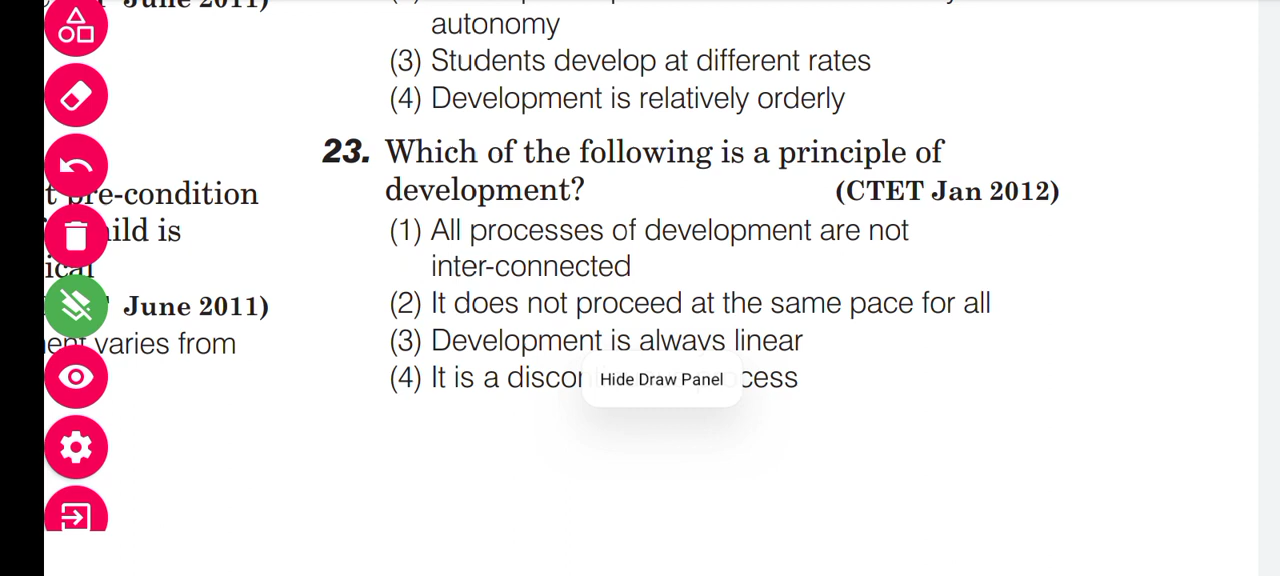 June 2011)
autonomy
(3) Students develop at different rates
(4) Development is relatively orderly
23. Which of the following is a principle of
development? (CTET Jan 2012)
(1) All processes of development are not
inter-connected
(2) It does not proceed at the same pace for all
(3) Development is always linear
(4) It is a
Hide Draw Panel
pre-condition
is
June 2011)
varies from